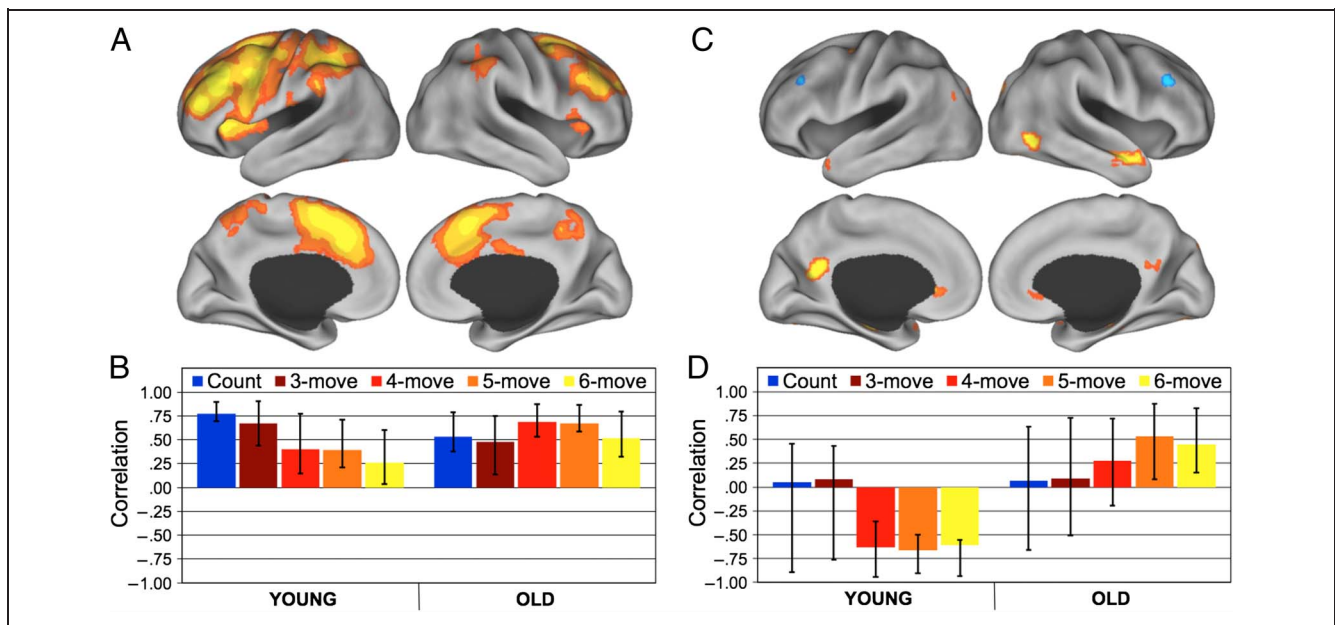 A
C
B
Count 3-move 4-move 5-move 6-move
1.00
.75
.50
.25
.00
–.25
–.50
–.75
–1.00
Correlation
YOUNG OLD
D
Count 3-move 4-move 5-move 6-move
1.00
.75
.50
.25
.00
–.25
–.50
–.75
–1.00
Correlation
YOUNG OLD